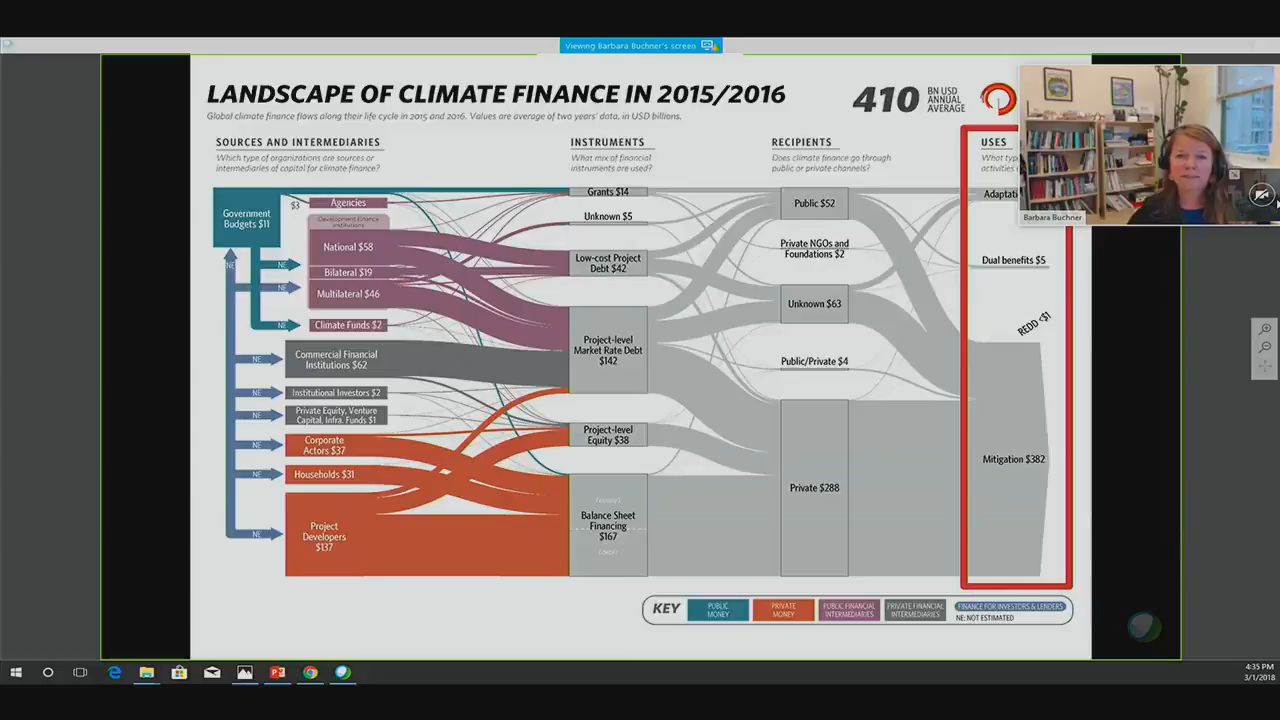 Viewing Barbara Buchner's screen
LANDSCAPE OF CLIMATE FINANCE IN 2015/2016
Global climate finance flows along their life cycle in 2015 and 2016. Values are average of two years' data, in USD billions.
410
BN USD
ANNUAL
AVERAGE
SOURCES AND INTERMEDIARIES
Which type of organizations are sources or
intermediaries of capital for climate finance?
INSTRUMENTS
What mix of financial
instruments are used?
RECIPIENTS
Does climate finance go through
public or private channels?
USES
What
activities
Government
Budgets $11
$3
Agencies
Development Finance
Institutions
National $58
Bilateral $19
Multilateral $46
Climate Funds $2
Commercial Financial
Institutions $62
Institutional Investors $2
Private Equity, Venture
Capital, Infra. Funds $1
Corporate
Actors $37
Households $31
Project
Developers
$137
NE
NE
NE
NE
NE
NE
NE
NE
NE
NE
Grants $14
Unknown $5
Low-cost Project
Debt $42
Project-level
Market Rate Debt
$142
Project-level
Equity $38
Balance Sheet
Financing
$167
Public $52
Private NGOs and
Foundations $2
Unknown $63
Public/Private $4
Private $288
Dual benefits $5
REDD <$1
Mitigation $382
Barbara Buchner
KEY
PUBLIC
MONEY
PRIVATE
MONEY
PUBLIC FINANCIAL
INTERMEDIARIES
PRIVATE FINANCIAL
INTERMEDIARIES
FINANCE FOR INVESTORS & LENDERS
NE: NOT ESTIMATED
4:35 PM
3/1/2018